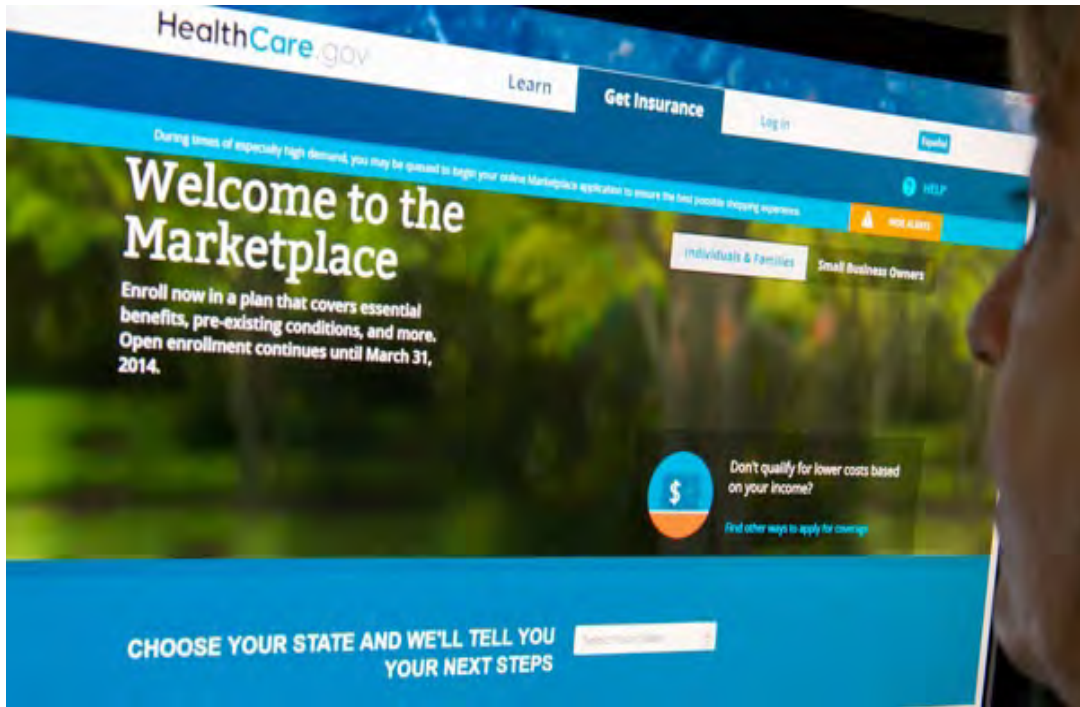 HealthCare.gov
Learn
Get Insurance
Log in
Español
During times of especially high demand, you may be queued to begin your online Marketplace application to ensure the best possible shopping experience.
? HELP
HIDE ALERTS
Welcome to the
Marketplace
Enroll now in a plan that covers essential
benefits, pre-existing conditions, and more.
Open enrollment continues until March 31,
2014.
Individuals & Families
Small Business Owners
$
Don't qualify for lower costs based
on your income?
Find other ways to apply for coverage
CHOOSE YOUR STATE AND WE'LL TELL YOU
YOUR NEXT STEPS